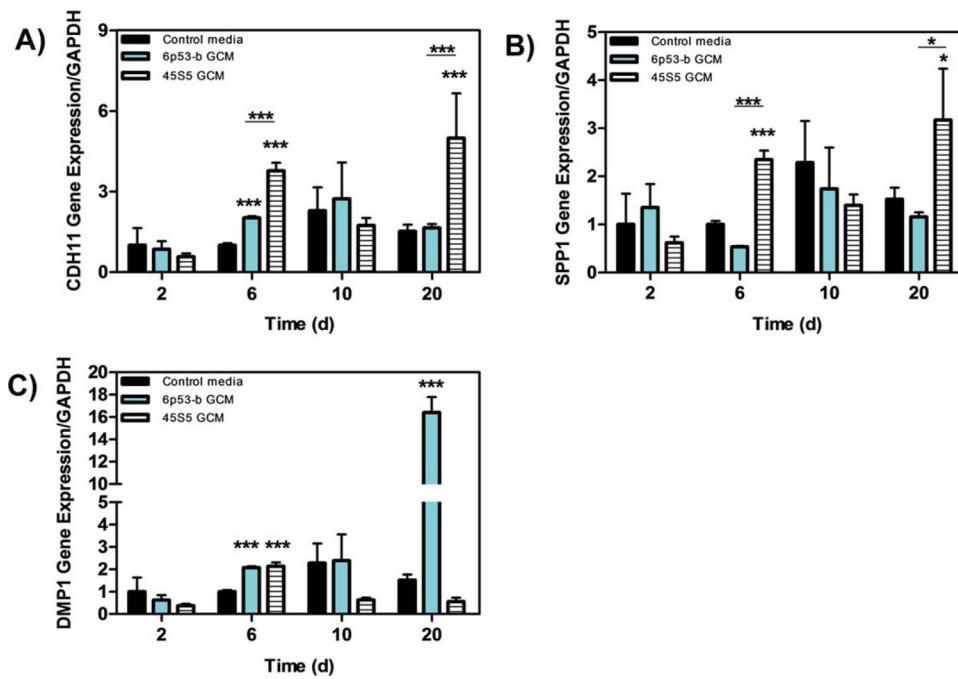 A)
CDH11 Gene Expression/GAPDH
9
6
3
0
Control media
6p53-b GCM
45S5 GCM
***
***
***
***
***
2
6
10
20
Time (d)
B)
SPP1 Gene Expression/GAPDH
5
4
3
2
1
0
Control media
6p53-b GCM
45S5 GCM
***
***
*
*
2
6
10
20
Time (d)
C)
DMP1 Gene Expression/GAPDH
20
18
16
14
12
10
5
4
3
2
1
0
Control media
6p53-b GCM
45S5 GCM
***
***
***
2
6
10
20
Time (d)